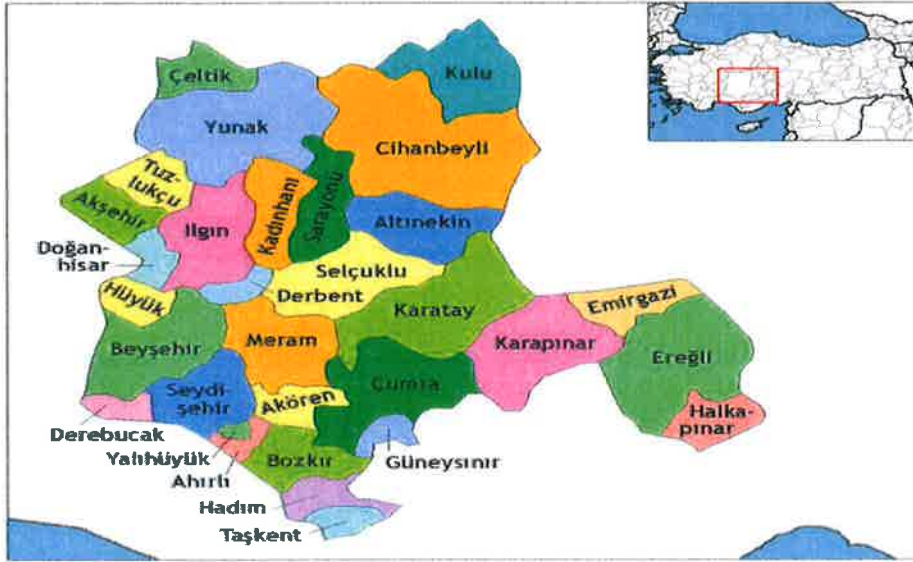 Çeltik
Kulu
Yunak
Cihanbeyli
Tuz-
lukçu
Akşehir
Ilgın
Kadınhanı
Sarayönü
Altınekin
Doğan-
hisar
Selçuklu
Derbent
Hüyük
Karatay
Emirgazi
Beyşehir
Meram
Karapınar
Ereğli
Seydi-
şehir
Akören
Çumra
Halka-
pınar
Derebucak
Yalıhüyük
Ahırlı
Bozkır
Güneysınır
Hadım
Taşkent